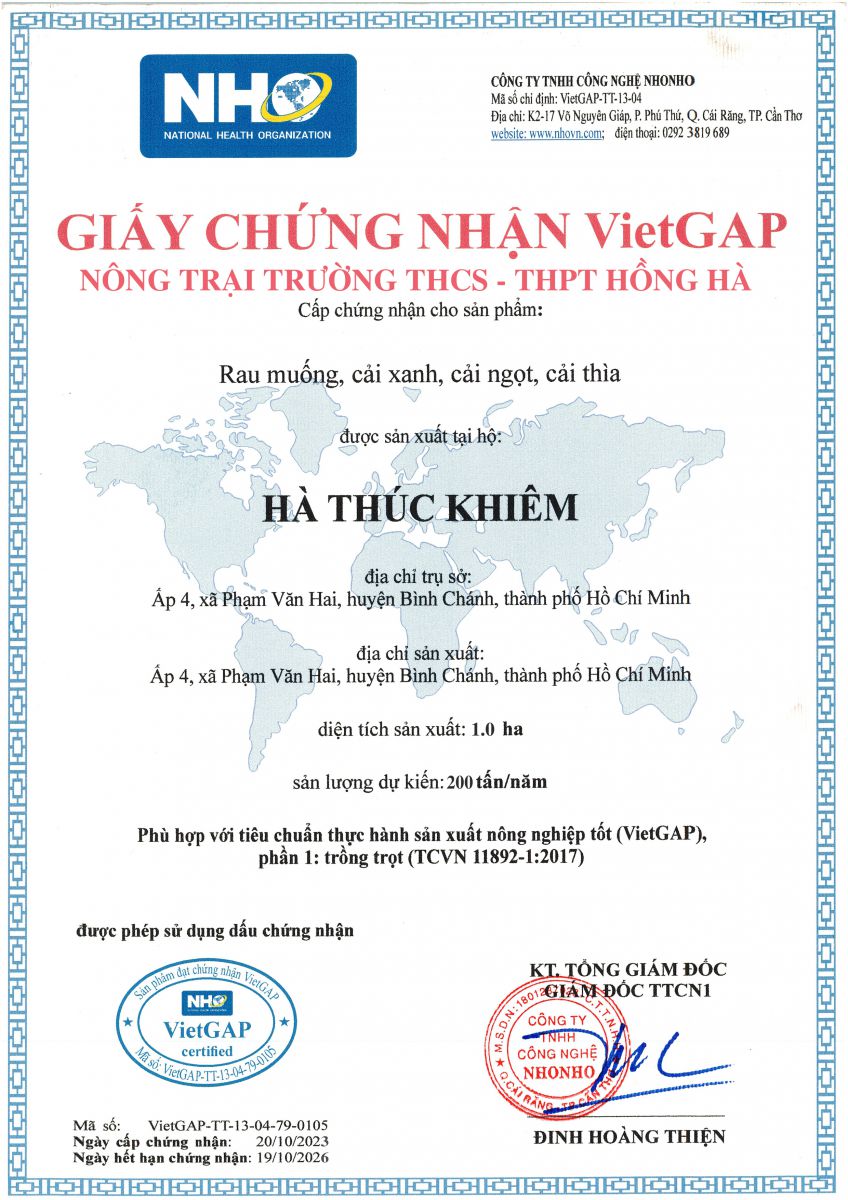 NHO
NATIONAL HEALTH ORGANIZATION
CÔNG TY TNHH CÔNG NGHỆ NHONHO
Mã số chỉ định: VietGAP-TT-13-04
Địa chỉ: K2-17 Võ Nguyên Giáp, P. Phú Thứ, Q. Cái Răng, TP. Cần Thơ
website: www.nhovn.com; điện thoại: 0292 3819 689
GIẤY CHỨNG NHẬN VietGAP
NÔNG TRẠI TRƯỜNG THCS - THPT HỒNG HÀ
Cấp chứng nhận cho sản phẩm:
Rau muống, cải xanh, cải ngọt, cải thìa
được sản xuất tại hộ:
HÀ THÚC KHIÊM
địa chỉ trụ sở:
Ấp 4, xã Phạm Văn Hai, huyện Bình Chánh, thành phố Hồ Chí Minh
địa chỉ sản xuất:
Ấp 4, xã Phạm Văn Hai, huyện Bình Chánh, thành phố Hồ Chí Minh
diện tích sản xuất: 1.0 ha
sản lượng dự kiến: 200 tấn/năm
Phù hợp với tiêu chuẩn thực hành sản xuất nông nghiệp tốt (VietGAP),
phần 1: trồng trọt (TCVN 11892-1:2017)
được phép sử dụng dấu chứng nhận
Sản phẩm đạt chứng nhận VietGAP
NHO
VietGAP
certified
Mã số: VietGAP-TT-13-04-79-0105
KT. TỔNG GIÁM ĐỐC
GIÁM ĐỐC TTCN1
M.S.D.N: 1801
C.T.T.N.H
CÔNG TY
TNHH
CÔNG NGHỆ
NHONHO
Q. CÁI RĂNG - TP. CẦN THƠ
ĐINH HOÀNG THIỆN
Mã số: VietGAP-TT-13-04-79-0105
Ngày cấp chứng nhận: 20/10/2023
Ngày hết hạn chứng nhận: 19/10/2026